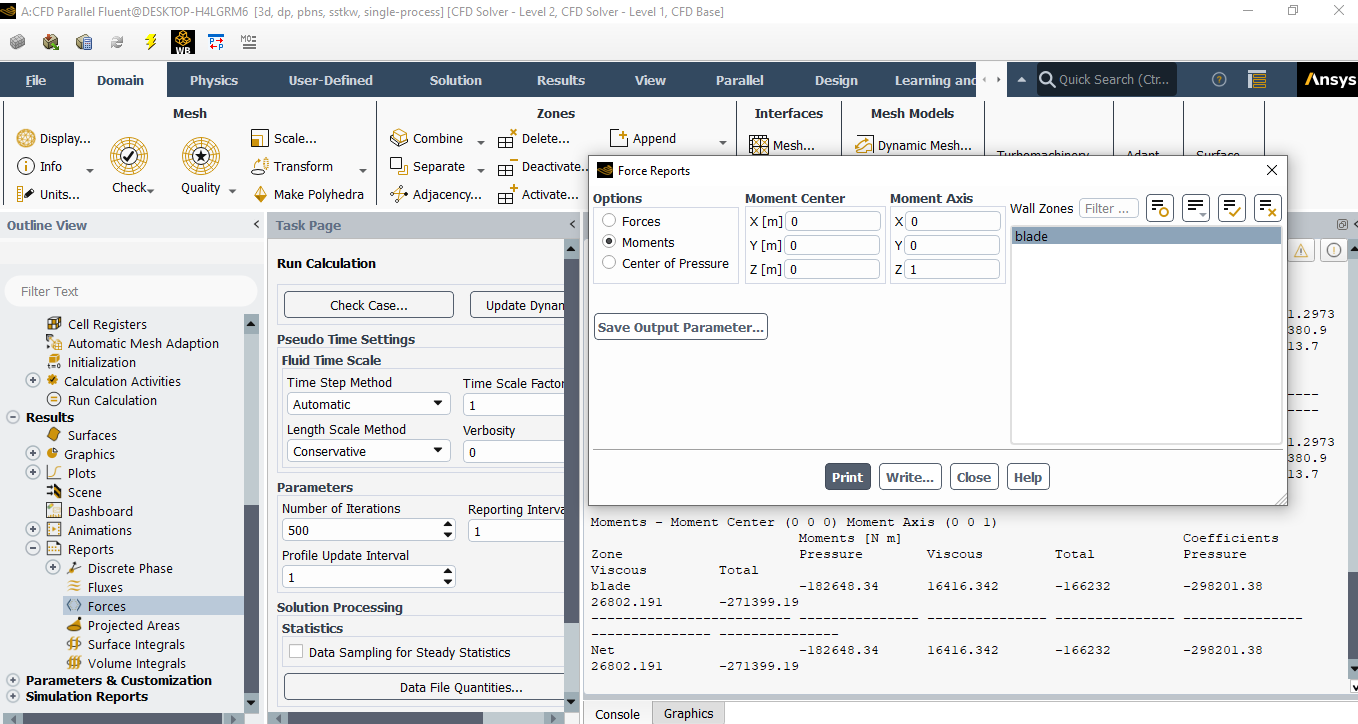 A:CFD Parallel Fluent@DESKTOP-H4LGRM6 [3d, dp, pbns, sstkw, single-process] [CFD Solver - Level 2, CFD Solver - Level 1, CFD Base]
WB
File Domain Physics User-Defined Solution Results View Parallel Design Learning and Quick Search (Ctr... Ansys
Mesh Zones Interfaces Mesh Models
Display... Scale... Combine Delete... Append Mesh... Dynamic Mesh...
Info Check Quality Transform Separate Deactivate..
Units... Make Polyhedra Adjacency... Activate...
Turbomachinery Adapt Surface
Outline View
Filter Text
Cell Registers
Automatic Mesh Adaption
Initialization
Calculation Activities
Run Calculation
Results
Surfaces
Graphics
Plots
Scene
Dashboard
Animations
Reports
Discrete Phase
Fluxes
Forces
Projected Areas
Surface Integrals
Volume Integrals
Parameters & Customization
Simulation Reports
Task Page
Run Calculation
Check Case... Update Dynan
Pseudo Time Settings
Fluid Time Scale
Time Step Method Time Scale Factor
Automatic 1
Length Scale Method Verbosity
Conservative 0
Parameters
Number of Iterations Reporting Interva
500 1
Profile Update Interval
1
Solution Processing
Statistics
Data Sampling for Steady Statistics
Data File Quantities...
Force Reports
Options Moment Center Moment Axis Wall Zones Filter ...
Forces X [m] 0 X 0 blade
Moments Y [m] 0 Y 0
Center of Pressure Z [m] 0 Z 1
Save Output Parameter...
Print Write... Close Help
1.2973
380.9
13.7
----
----
1.2973
380.9
13.7
Moments - Moment Center (0 0 0) Moment Axis (0 0 1)
Moments [N m] Coefficients
Zone Pressure Viscous Total Pressure
Viscous Total
blade -182648.34 16416.342 -166232 -298201.38
26802.191 -271399.19
------------------------- --------------- --------------- --------------- ---------------
--------------- ---------------
Net -182648.34 16416.342 -166232 -298201.38
26802.191 -271399.19
Console Graphics